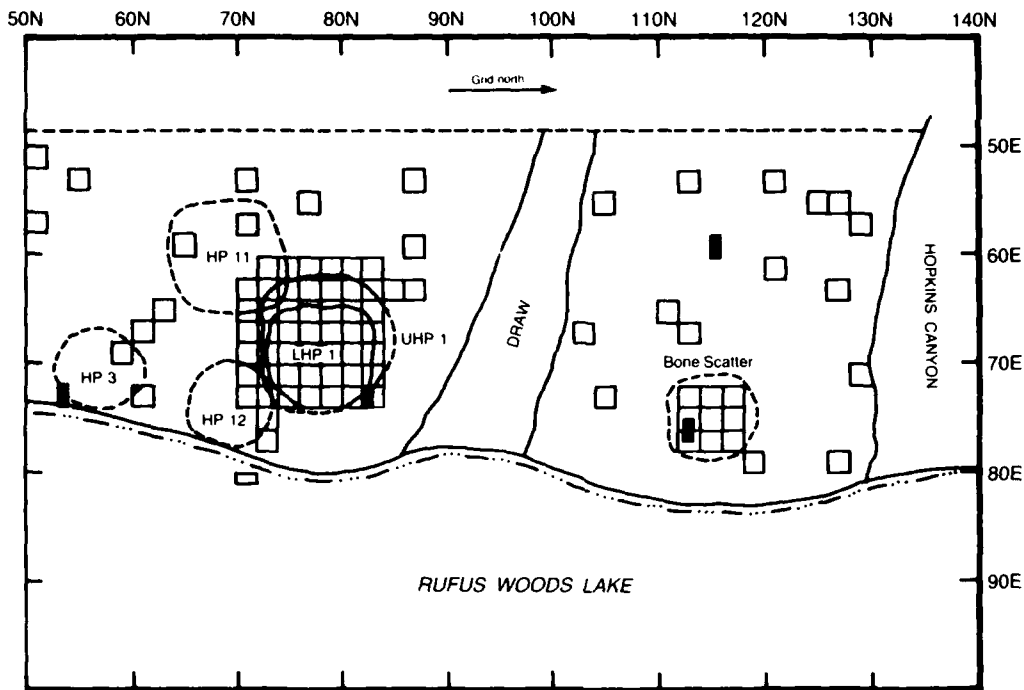 50N 60N 70N 80N 90N 100N 110N 120N 130N 140N
Grid north
50E
60E
70E
80E
90E
HP 11
HP 3
HP 12
LHP 1
UHP 1
DRAW
Bone Scatter
HOPKINS CANYON
RUFUS WOODS LAKE